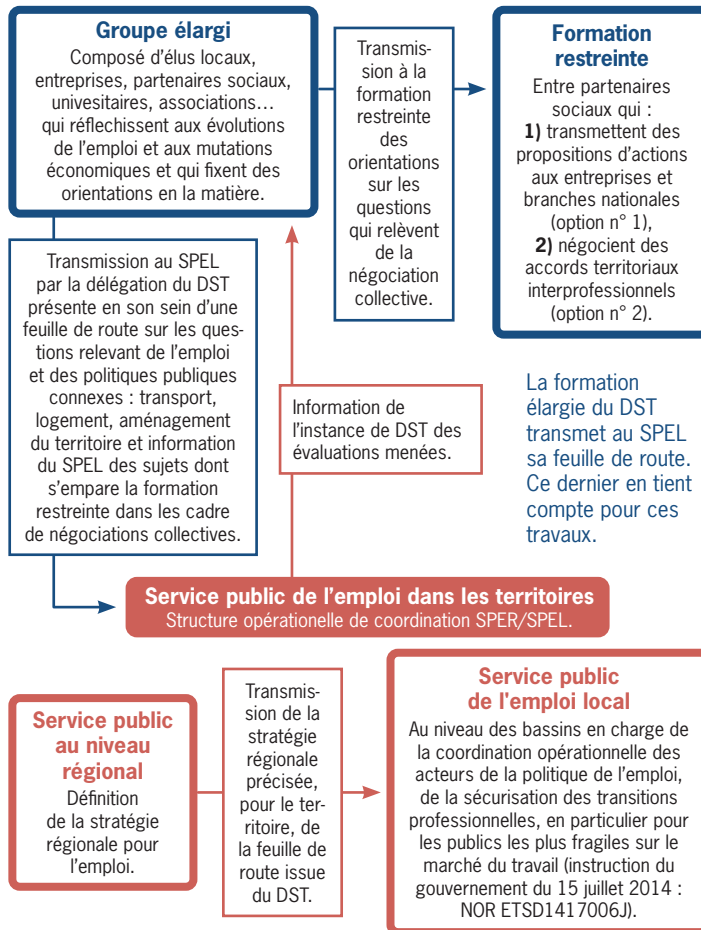 Groupe élargi
Composé d'élus locaux,
entreprises, partenaires sociaux,
univesitaires, associations…
qui réflechissent aux évolutions
de l'emploi et aux mutations
économiques et qui fixent des
orientations en la matière.
Transmis-
sion à la
formation
restreinte
des
orientations
sur les
questions
qui relèvent
de la
négociation
collective.
Formation
restreinte
Entre partenaires
sociaux qui :
1) transmettent des
propositions d'actions
aux entreprises et
branches nationales
(option n° 1),
2) négocient des
accords territoriaux
interprofessionnels
(option n° 2).
Transmission au SPEL
par la délégation du DST
présente en son sein d'une
feuille de route sur les ques-
tions relevant de l'emploi
et des politiques publiques
connexes : transport,
logement, aménagement
du territoire et information
du SPEL des sujets dont
s'empare la formation
restreinte dans les cadre
de négociations collectives.
Information de
l'instance de DST des
évaluations menées.
La formation
élargie du DST
transmet au SPEL
sa feuille de route.
Ce dernier en tient
compte pour ces
travaux.
Service public de l'emploi dans les territoires
Structure opérationelle de coordination SPER/SPEL.
Service public
au niveau
régional
Définition
de la stratégie
régionale pour
l'emploi.
Transmis-
sion de la
stratégie
régionale
précisée,
pour le ter-
ritoire, de
la feuille de
route issue
du DST.
Service public
de l'emploi local
Au niveau des bassins en charge de
la coordination opérationnelle des
acteurs de la politique de l'emploi,
de la sécurisation des transitions
professionnelles, en particulier pour
les publics les plus fragiles sur le
marché du travail (instruction du
gouvernement du 15 juillet 2014 :
NOR ETSD1417006J).